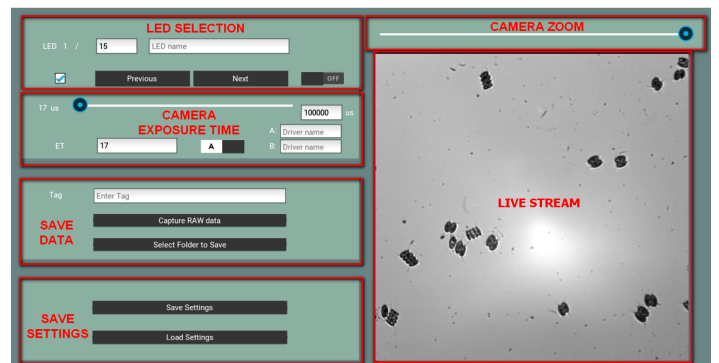 LED SELECTION
LED 1 / 15 LED name
Previous Next OFF
17 us CAMERA EXPOSURE TIME 100000 us
A: Driver name
ET 17 A B: Driver name
Tag Enter Tag
SAVE DATA
Capture RAW data
Select Folder to Save
SAVE SETTINGS
Save Settings
Load Settings
CAMERA ZOOM
LIVE STREAM